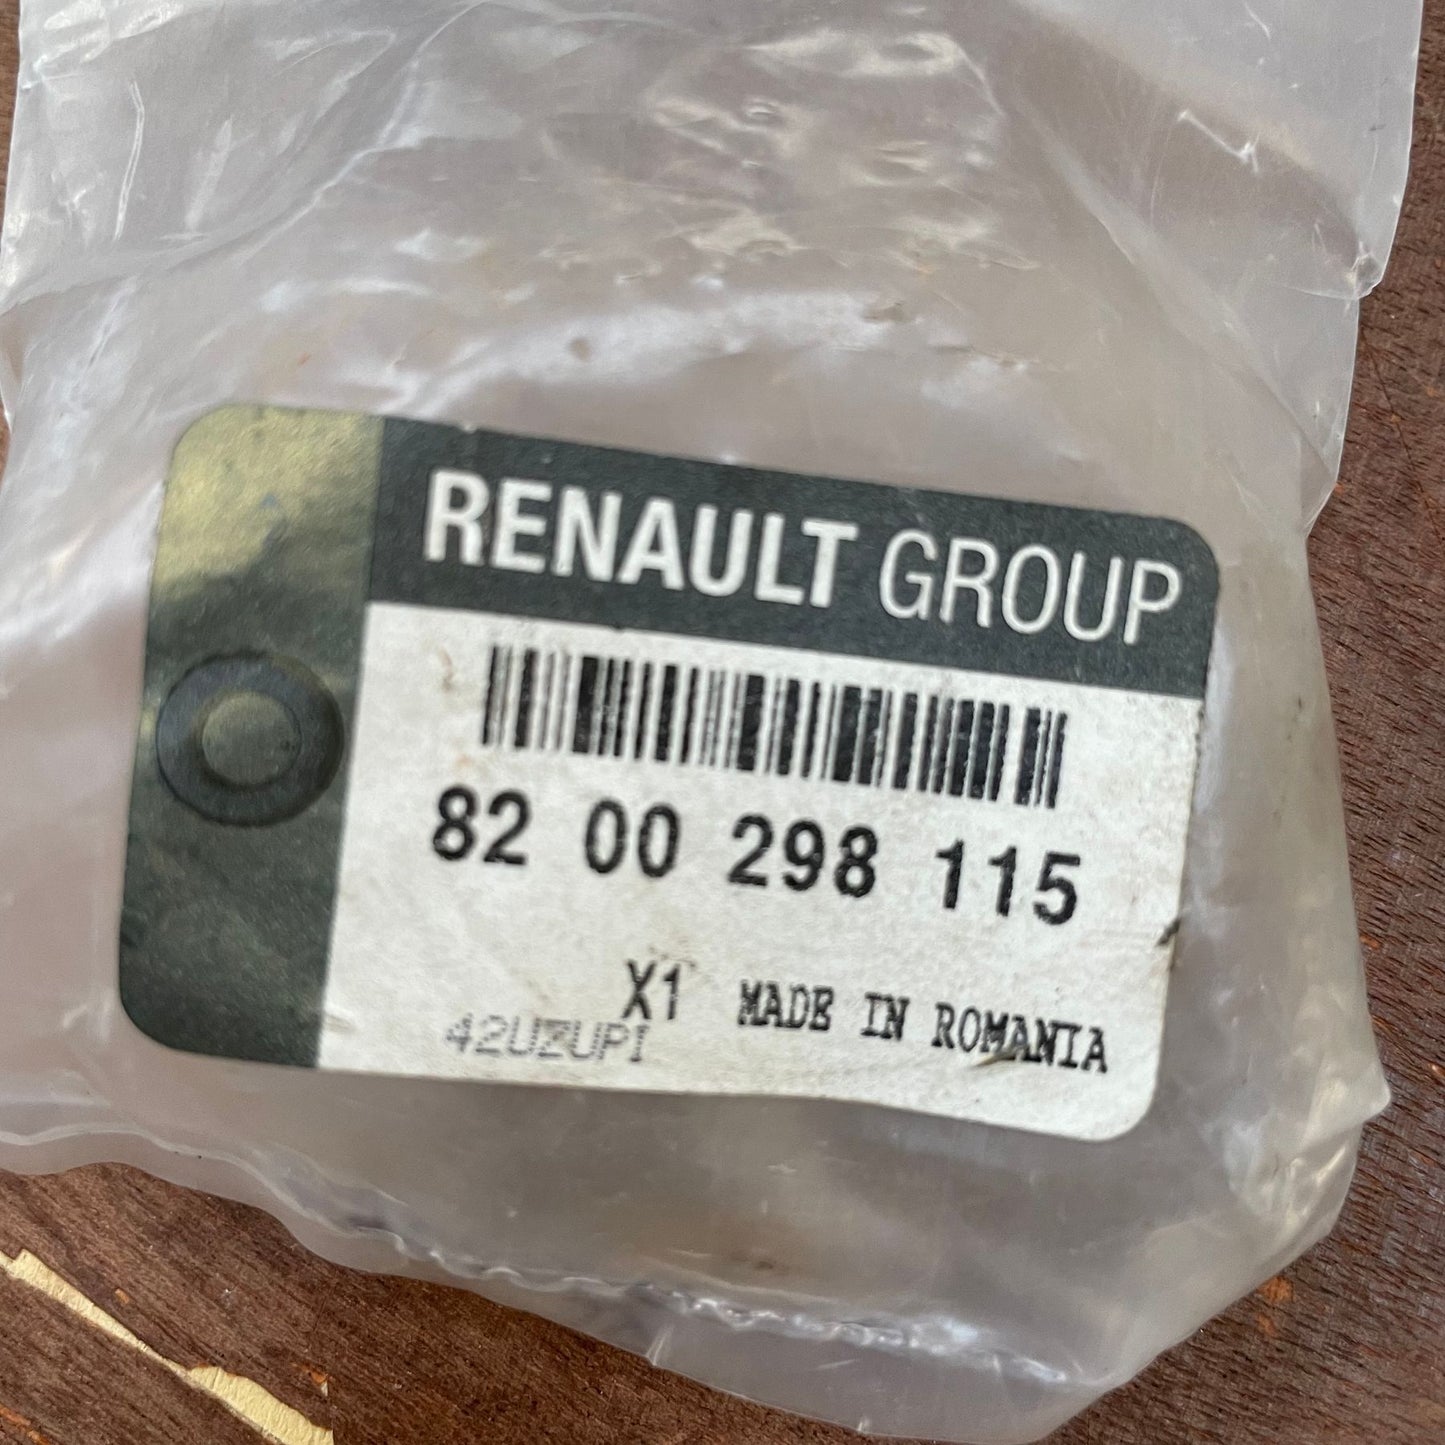 RENAULT GROUP
82 00 298 115
X1 MADE IN ROMANIA
42UZUPI